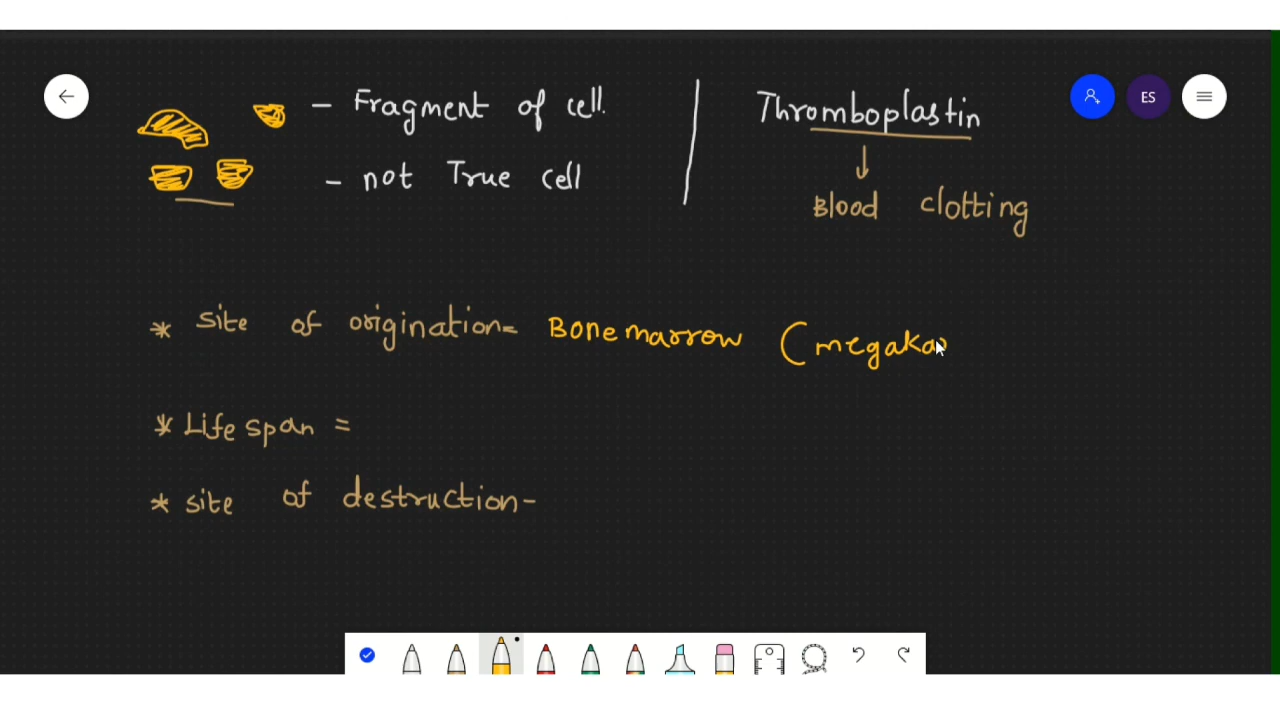 - Fragment of cell.
- not True cell
Thromboplastin
Blood clotting
ES
* Site of origination= Bonemarrow (megaka
* Life span =
* site of destruction-